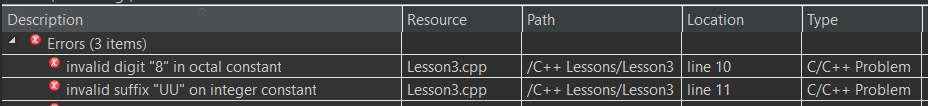 Description Resource Path Location Type
Errors (3 items)
invalid digit "8" in octal constant Lesson3.cpp /C++ Lessons/Lesson3 line 10 C/C++ Problem
invalid suffix "UU" on integer constant Lesson3.cpp /C++ Lessons/Lesson3 line 11 C/C++ Problem